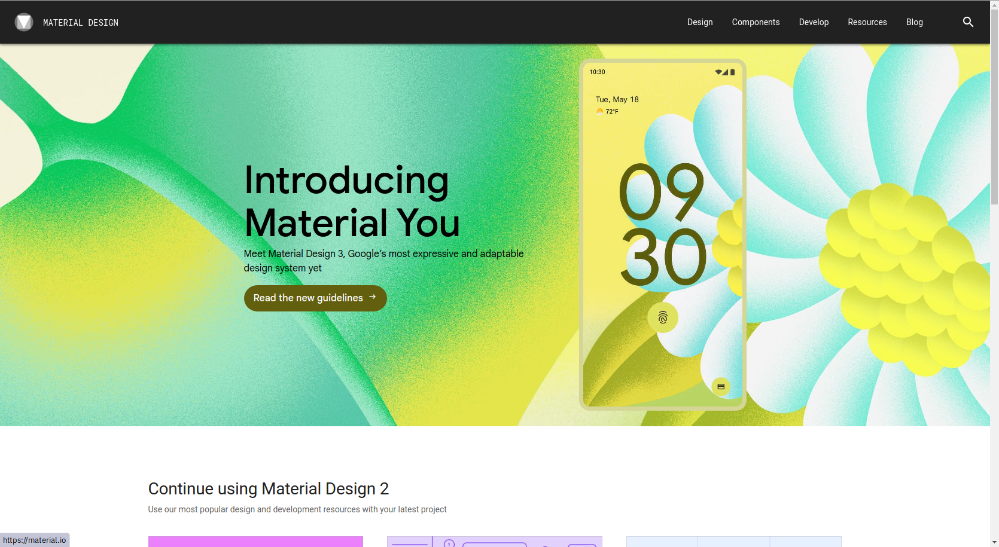 MATERIAL DESIGN
Design
Components
Develop
Resources
Blog
10:30
Tue, May 18
72°F
09
30
Introducing
Material You
Meet Material Design 3, Google’s most expressive and adaptable
design system yet
Read the new guidelines →
Continue using Material Design 2
Use our most popular design and development resources with your latest project
1
https://material.io